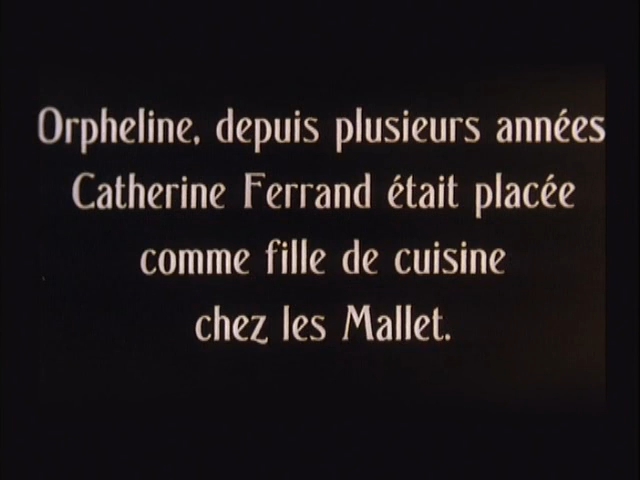 Orpheline, depuis plusieurs années
Catherine Ferrand était placée
comme fille de cuisine
chez les Mallet.